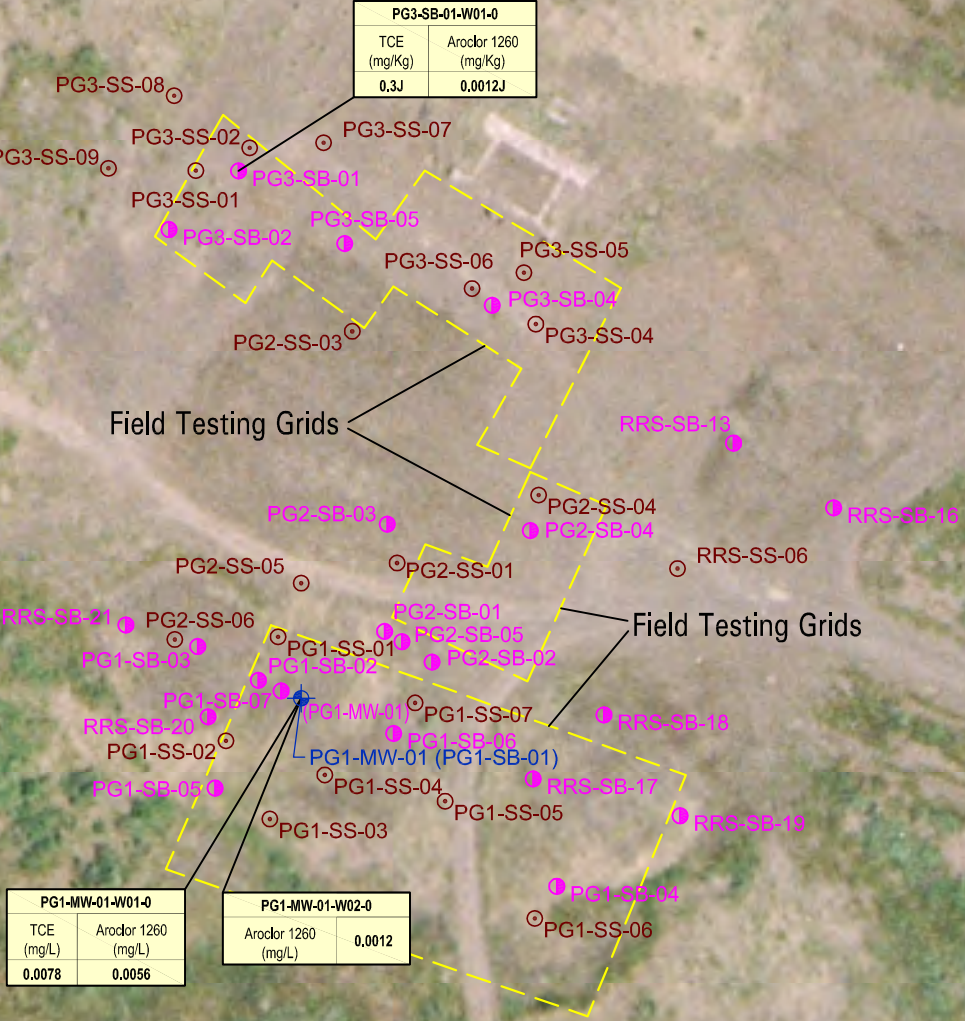 PG3-SB-01-W01-0
TCE Aroclor 1260
(mg/Kg) (mg/Kg)
0.3J 0.0012J
PG3-SS-08
PG3-SS-07
PG3-SS-02
PG3-SS-09
PG3-SB-01
PG3-SS-01
PG3-SB-05
PG3-SB-02
PG3-SS-05
PG3-SS-06
PG3-SB-04
PG3-SS-04
PG2-SS-03
Field Testing Grids
RRS-SB-13
PG2-SS-04
PG2-SB-03
PG2-SB-04
RRS-SB-16
RRS-SS-06
PG2-SS-05
PG2-SS-01
RRS-SB-21
PG2-SS-06
PG2-SB-01
Field Testing Grids
PG1-SS-01
PG2-SB-05
PG1-SB-03
PG2-SB-02
PG1-SB-02
PG1-SB-07
(PG1-MW-01)
PG1-SS-07
RRS-SB-20
RRS-SB-18
PG1-SB-06
PG1-SS-02
PG1-MW-01 (PG1-SB-01)
PG1-SB-05
PG1-SS-04
RRS-SB-17
PG1-SS-05
PG1-SS-03
RRS-SB-19
PG1-SB-04
PG1-SS-06
PG1-MW-01-W01-0
TCE Aroclor 1260
(mg/L) (mg/L)
0.0078 0.0056
PG1-MW-01-W02-0
Aroclor 1260 0.0012
(mg/L)